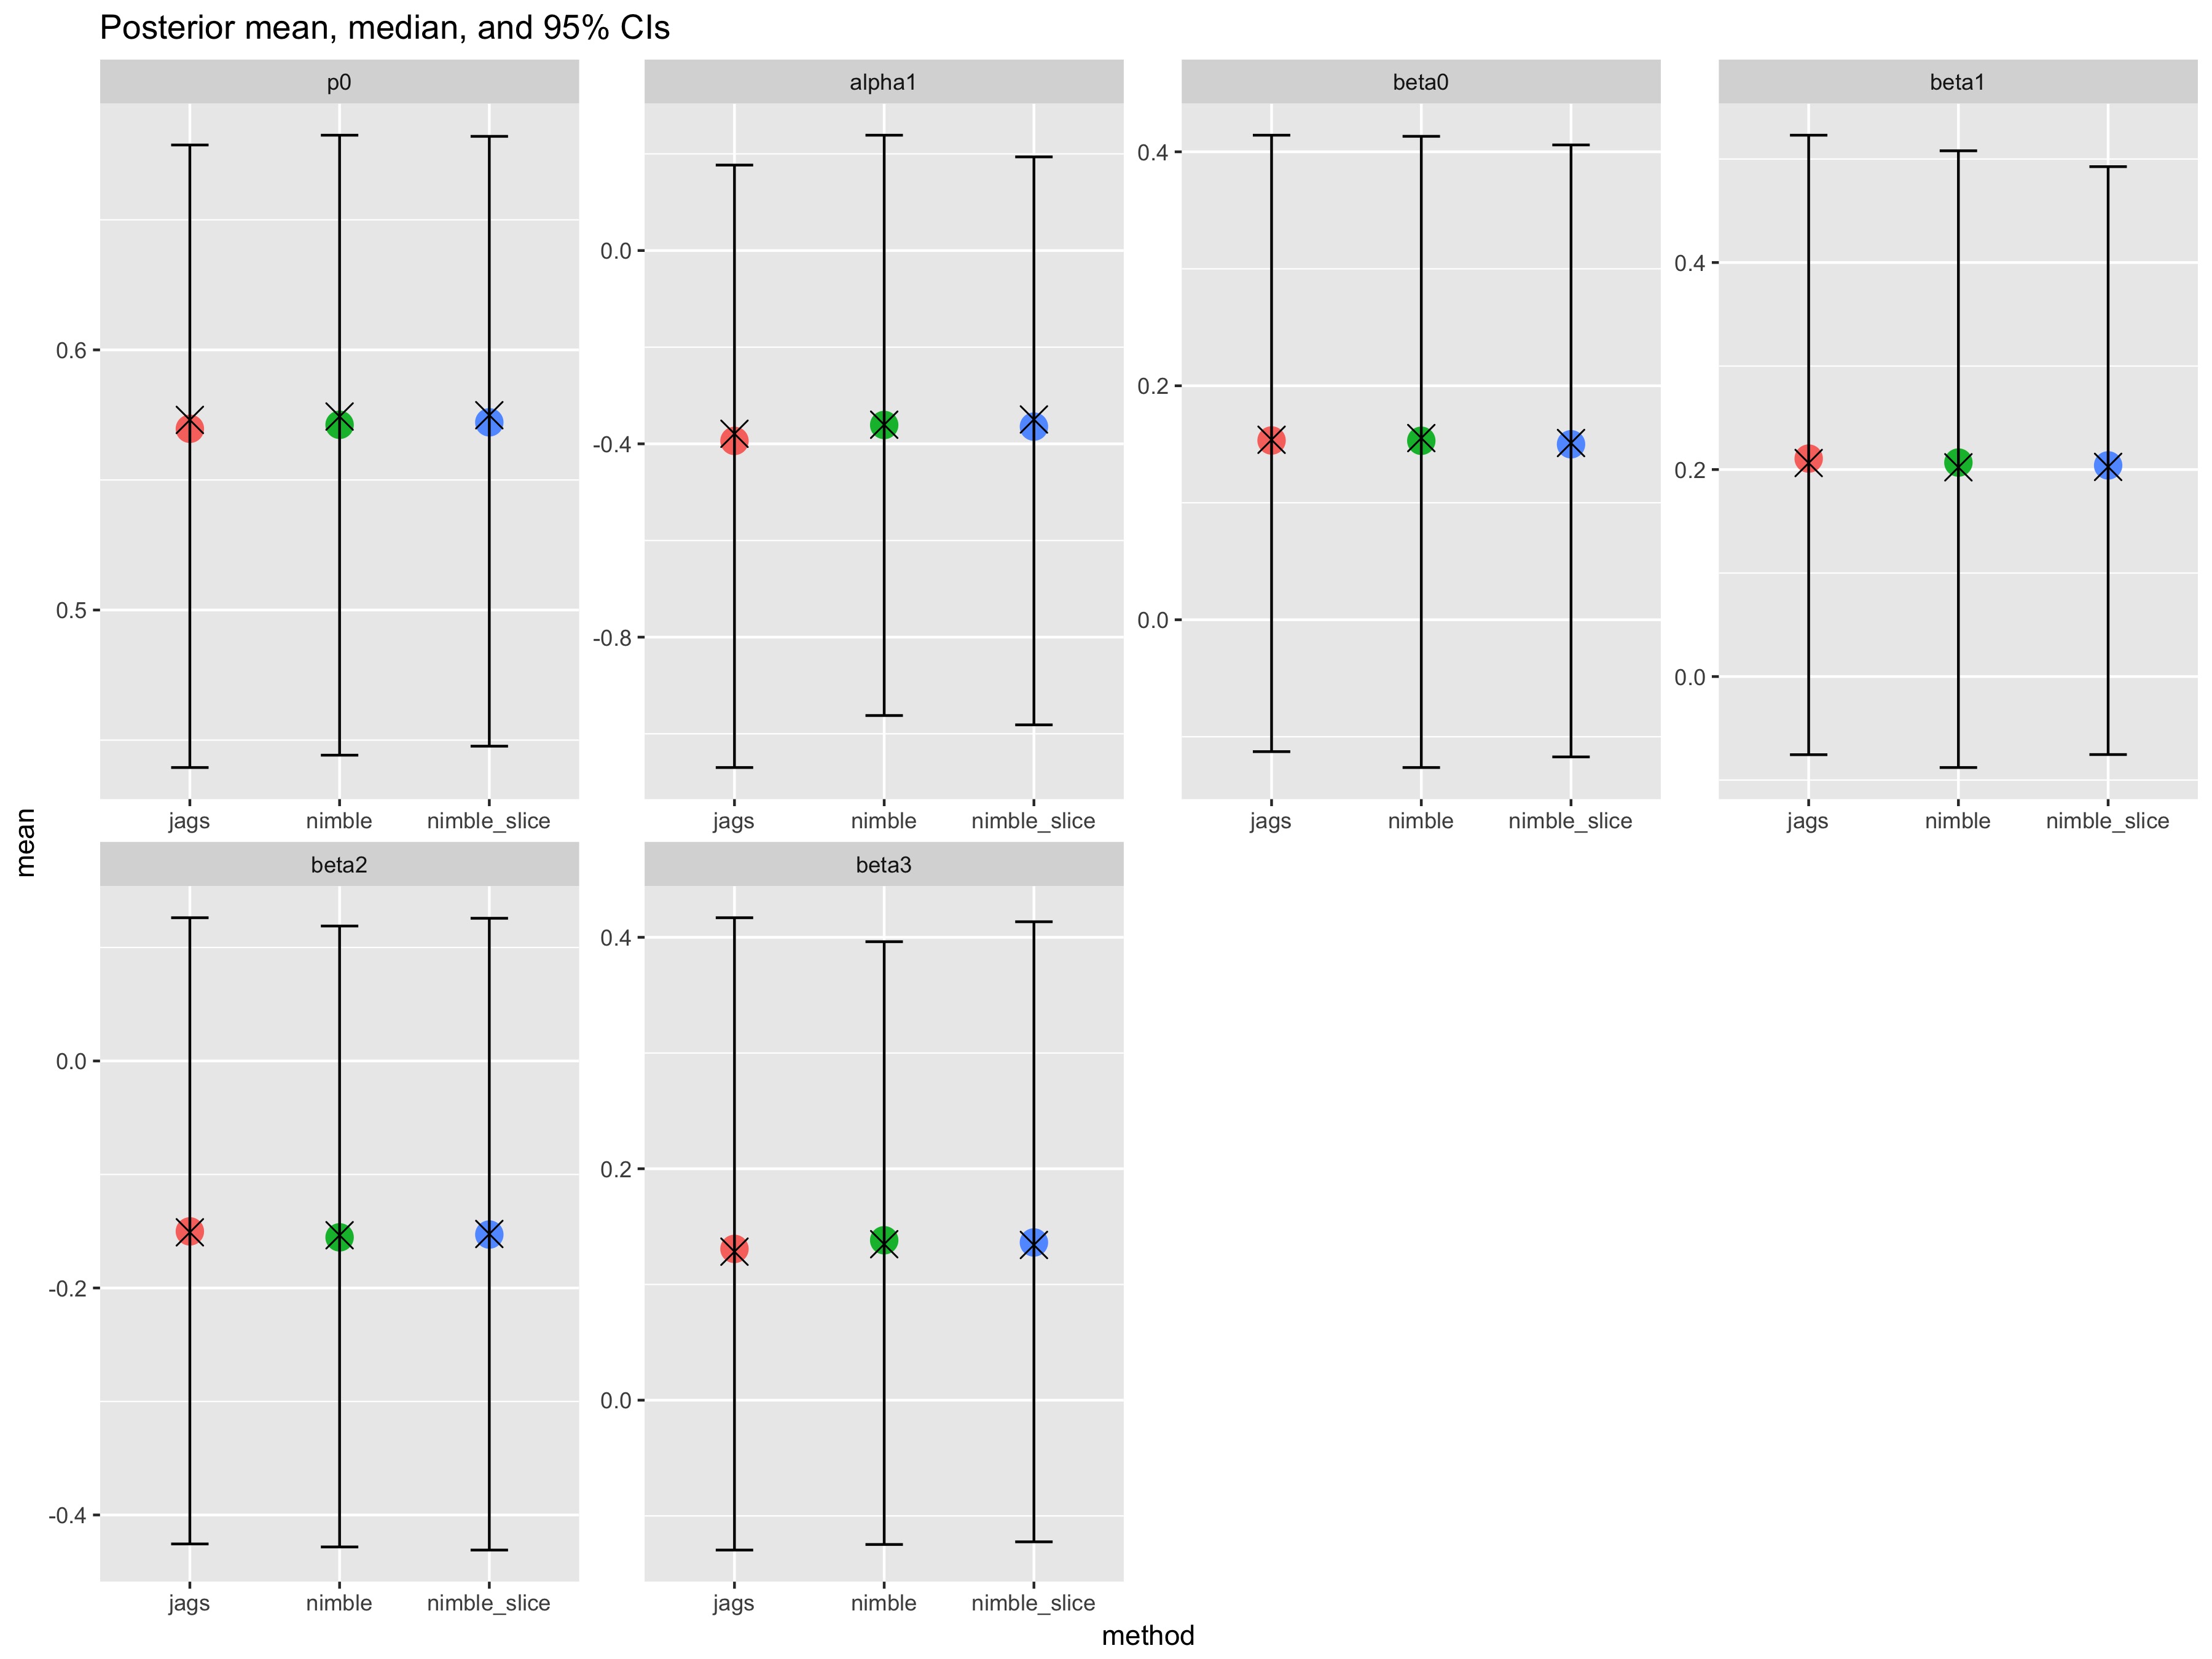 Posterior mean, median, and 95% CIs
p0
alpha1
beta0
beta1
0.6
0.5
0.0
-0.4
-0.8
0.4
0.2
0.0
0.4
0.2
0.0
jags nimble nimble_slice
jags nimble nimble_slice
jags nimble nimble_slice
jags nimble nimble_slice
mean
beta2
beta3
0.0
-0.2
-0.4
0.4
0.2
0.0
jags nimble nimble_slice
jags nimble nimble_slice
method